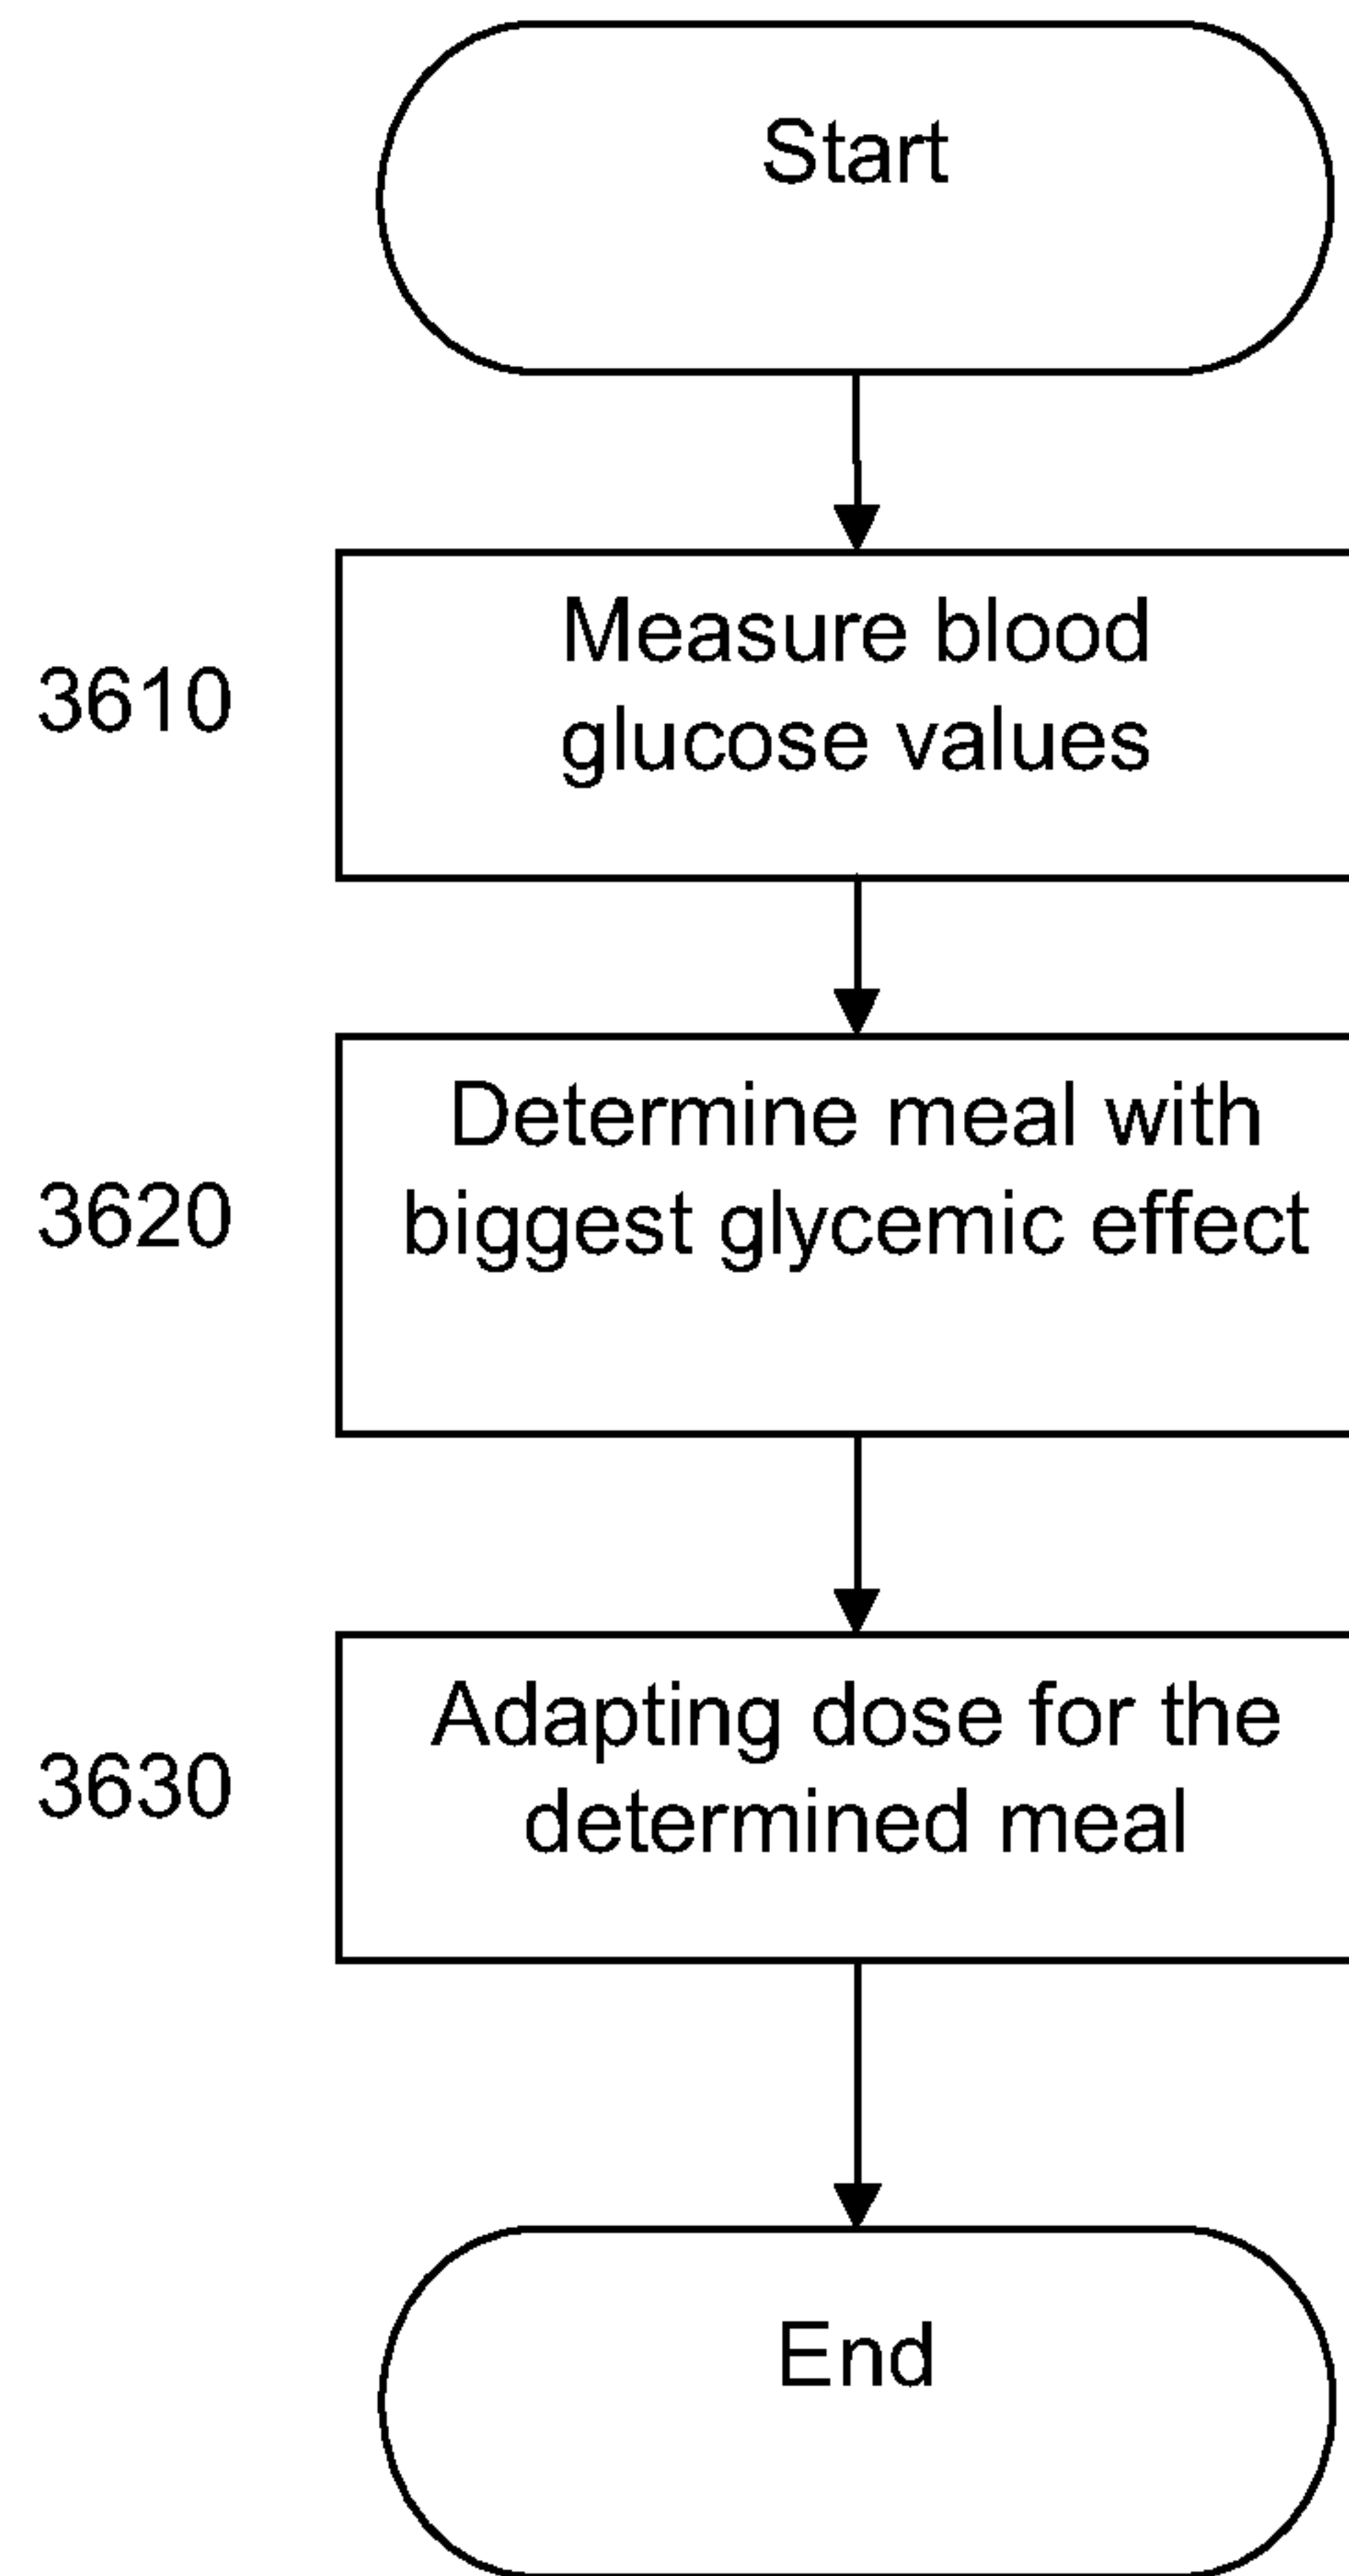 Start
3610
Measure blood
glucose values
3620
Determine meal with
biggest glycemic effect
3630
Adapting dose for the
determined meal
End